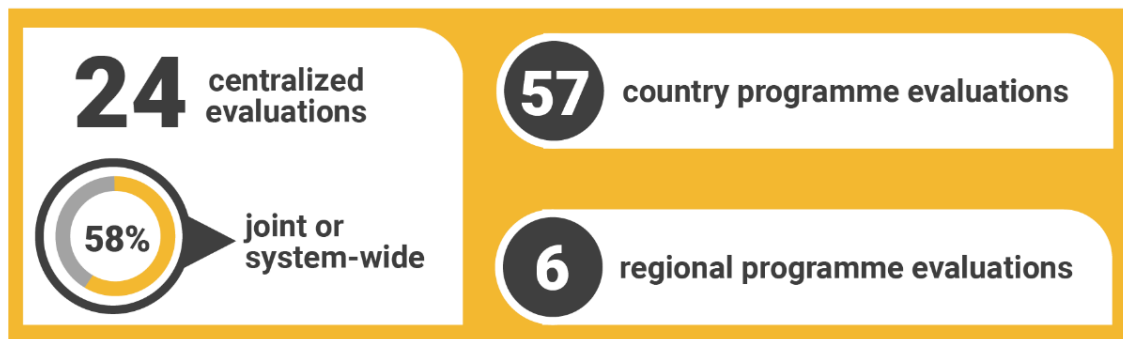 24 centralized
evaluations
58%
joint or
system-wide
57 country programme evaluations
6 regional programme evaluations